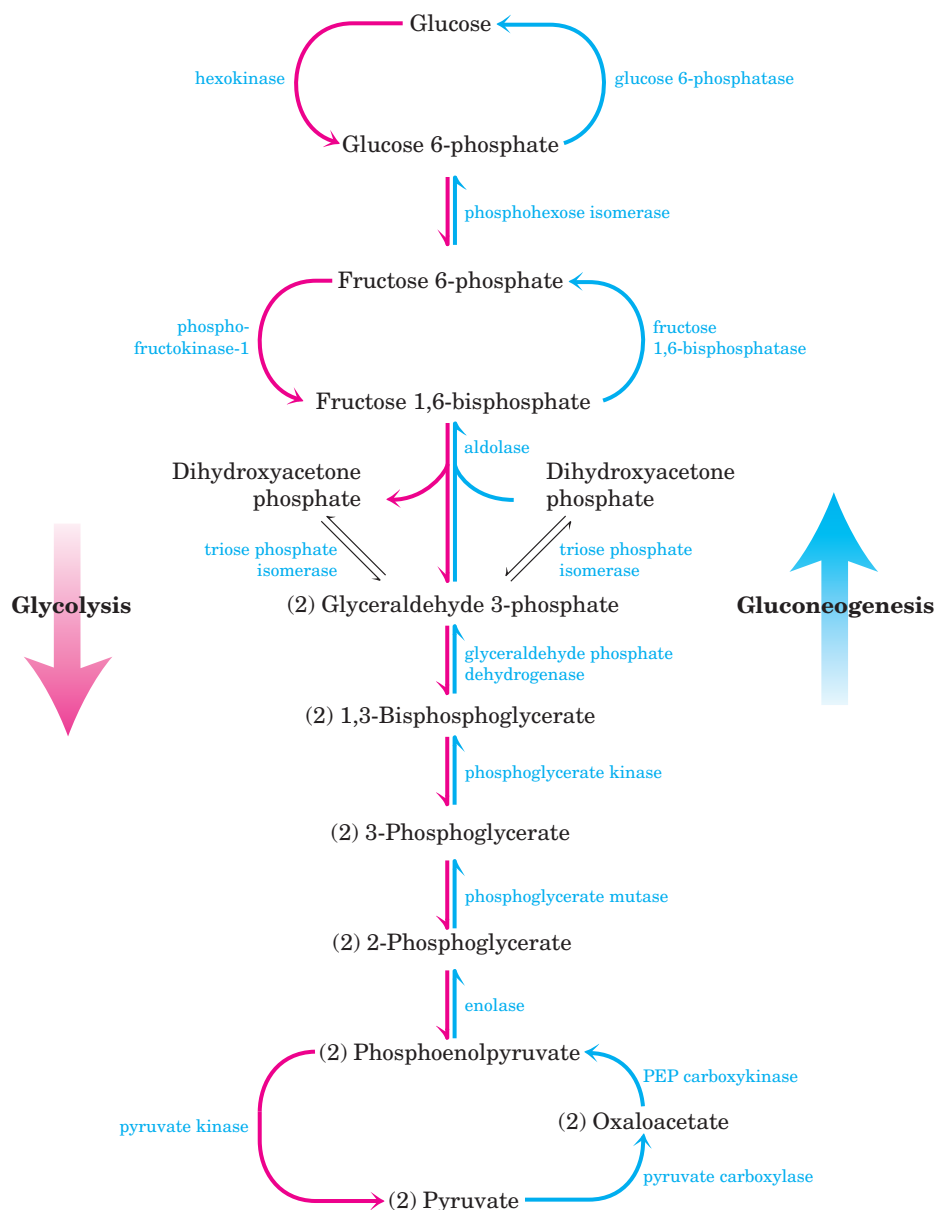 Glucose
hexokinase
glucose 6-phosphatase
Glucose 6-phosphate
phosphohexose isomerase
Fructose 6-phosphate
phospho-
fructokinase-1
fructose
1,6-bisphosphatase
Fructose 1,6-bisphosphate
aldolase
Dihydroxyacetone
phosphate
Dihydroxyacetone
phosphate
triose phosphate
isomerase
triose phosphate
isomerase
Glycolysis
(2) Glyceraldehyde 3-phosphate
Gluconeogenesis
glyceraldehyde phosphate
dehydrogenase
(2) 1,3-Bisphosphoglycerate
phosphoglycerate kinase
(2) 3-Phosphoglycerate
phosphoglycerate mutase
(2) 2-Phosphoglycerate
enolase
(2) Phosphoenolpyruvate
PEP carboxykinase
pyruvate kinase
(2) Oxaloacetate
pyruvate carboxylase
(2) Pyruvate